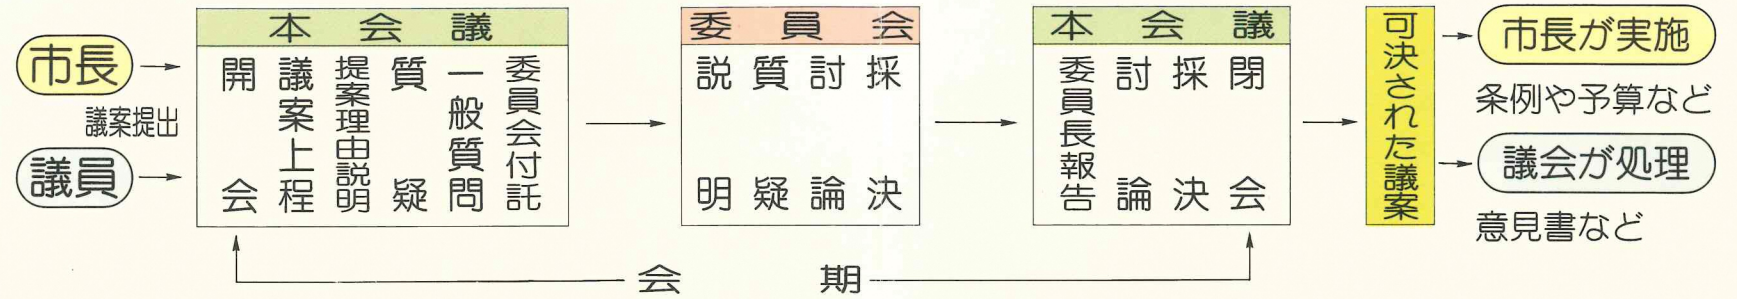 市長
議案提出
議員
本会議
開会
議案上程
提案理由説明
質疑
一般質問
委員会付託
委員会
説明
質疑
討論
採決
本会議
委員長報告
討論
採決
閉会
会期
可決された議案
市長が実施
条例や予算など
議会が処理
意見書など